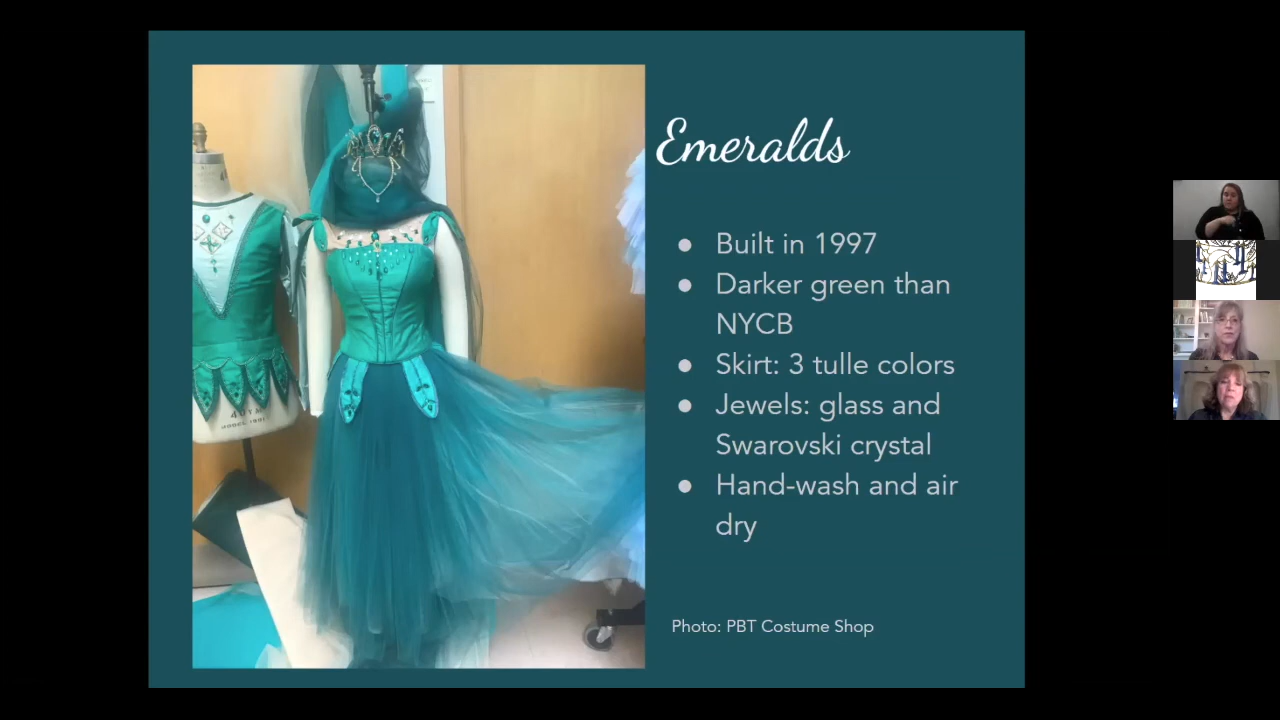 Emeralds
● Built in 1997
● Darker green than
NYCB
● Skirt: 3 tulle colors
● Jewels: glass and
Swarovski crystal
● Hand-wash and air
dry
Photo: PBT Costume Shop